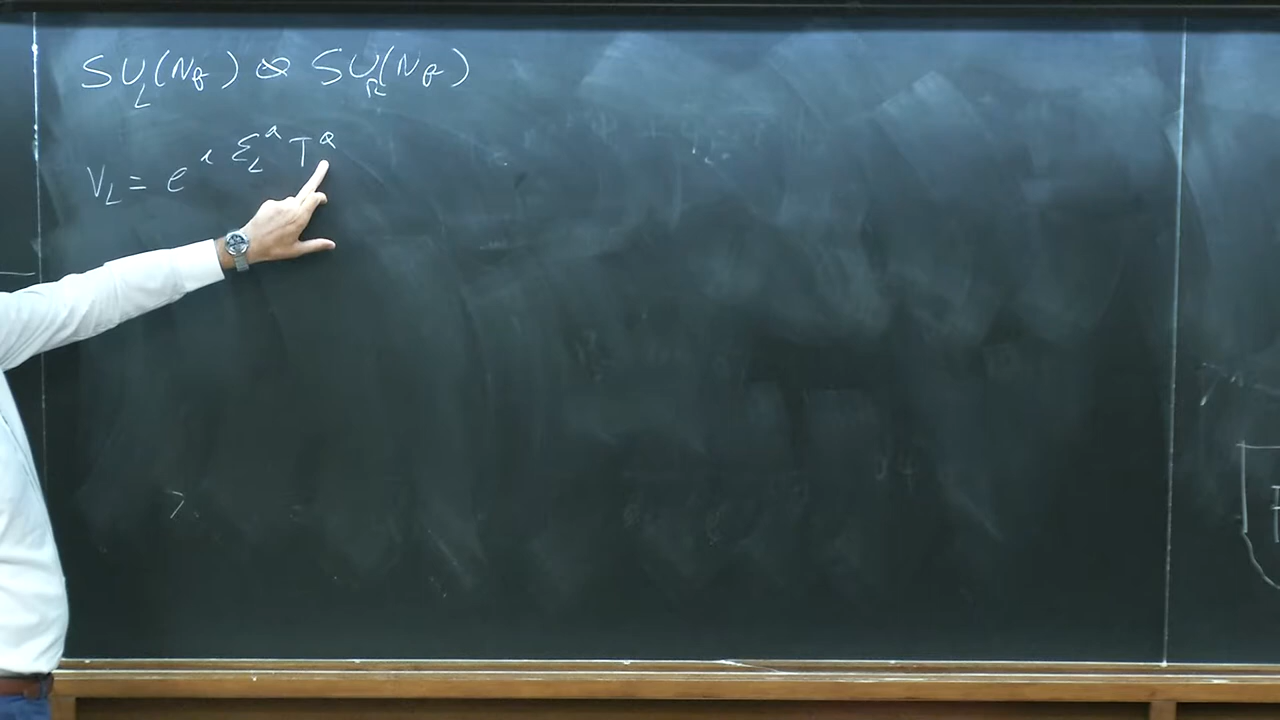 SU_L(N_f) ⊗ SU_R(N_f)
V_L = e^{i ε_L^a T^a}